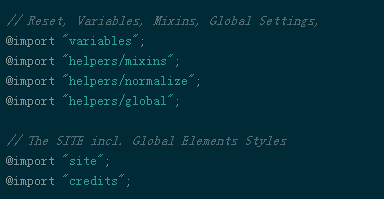 // Reset, Variables, Mixins, Global Settings,
@import "variables";
@import "helpers/mixins";
@import "helpers/normalize";
@import "helpers/global";
// The SITE incl. Global Elements Styles
@import "site";
@import "credits";